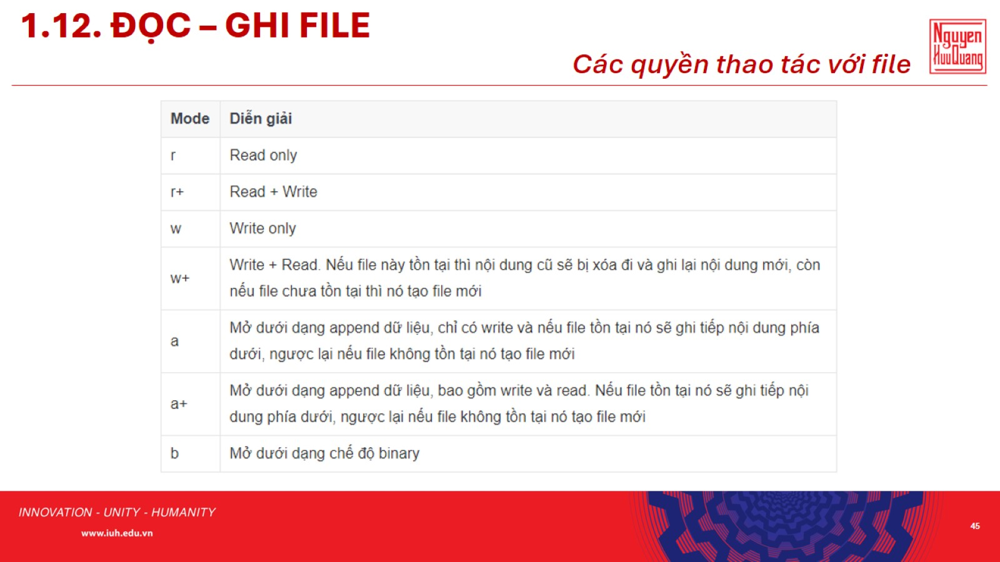 1.12. ĐỌC – GHI FILE
Nguyen
HuuQuang
Các quyền thao tác với file
Mode Diễn giải
r Read only
r+ Read + Write
w Write only
w+ Write + Read. Nếu file này tồn tại thì nội dung cũ sẽ bị xóa đi và ghi lại nội dung mới, còn
nếu file chưa tồn tại thì nó tạo file mới
a Mở dưới dạng append dữ liệu, chỉ có write và nếu file tồn tại nó sẽ ghi tiếp nội dung phía
dưới, ngược lại nếu file không tồn tại nó tạo file mới
a+ Mở dưới dạng append dữ liệu, bao gồm write và read. Nếu file tồn tại nó sẽ ghi tiếp nội
dung phía dưới, ngược lại nếu file không tồn tại nó tạo file mới
b Mở dưới dạng chế độ binary
INNOVATION - UNITY - HUMANITY
www.iuh.edu.vn
45